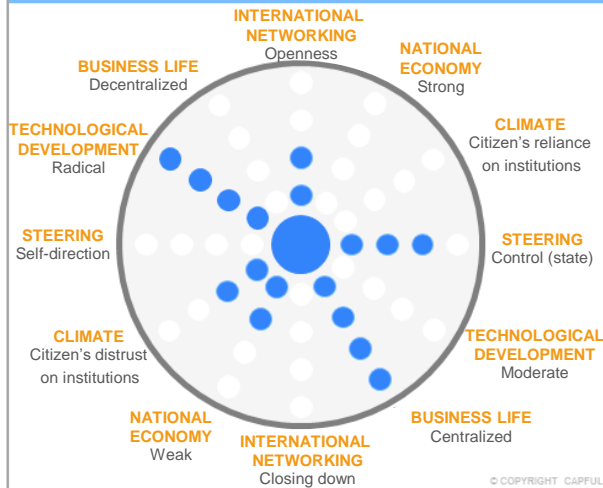 INTERNATIONAL
NETWORKING
Openness
NATIONAL
ECONOMY
Strong
BUSINESS LIFE
Decentralized
CLIMATE
Citizen's reliance
on institutions
TECHNOLOGICAL
DEVELOPMENT
Radical
STEERING
Self-direction
STEERING
Control (state)
CLIMATE
Citizen's distrust
on institutions
TECHNOLOGICAL
DEVELOPMENT
Moderate
NATIONAL
ECONOMY
Weak
BUSINESS LIFE
Centralized
INTERNATIONAL
NETWORKING
Closing down
© COPYRIGHT CAPFUL